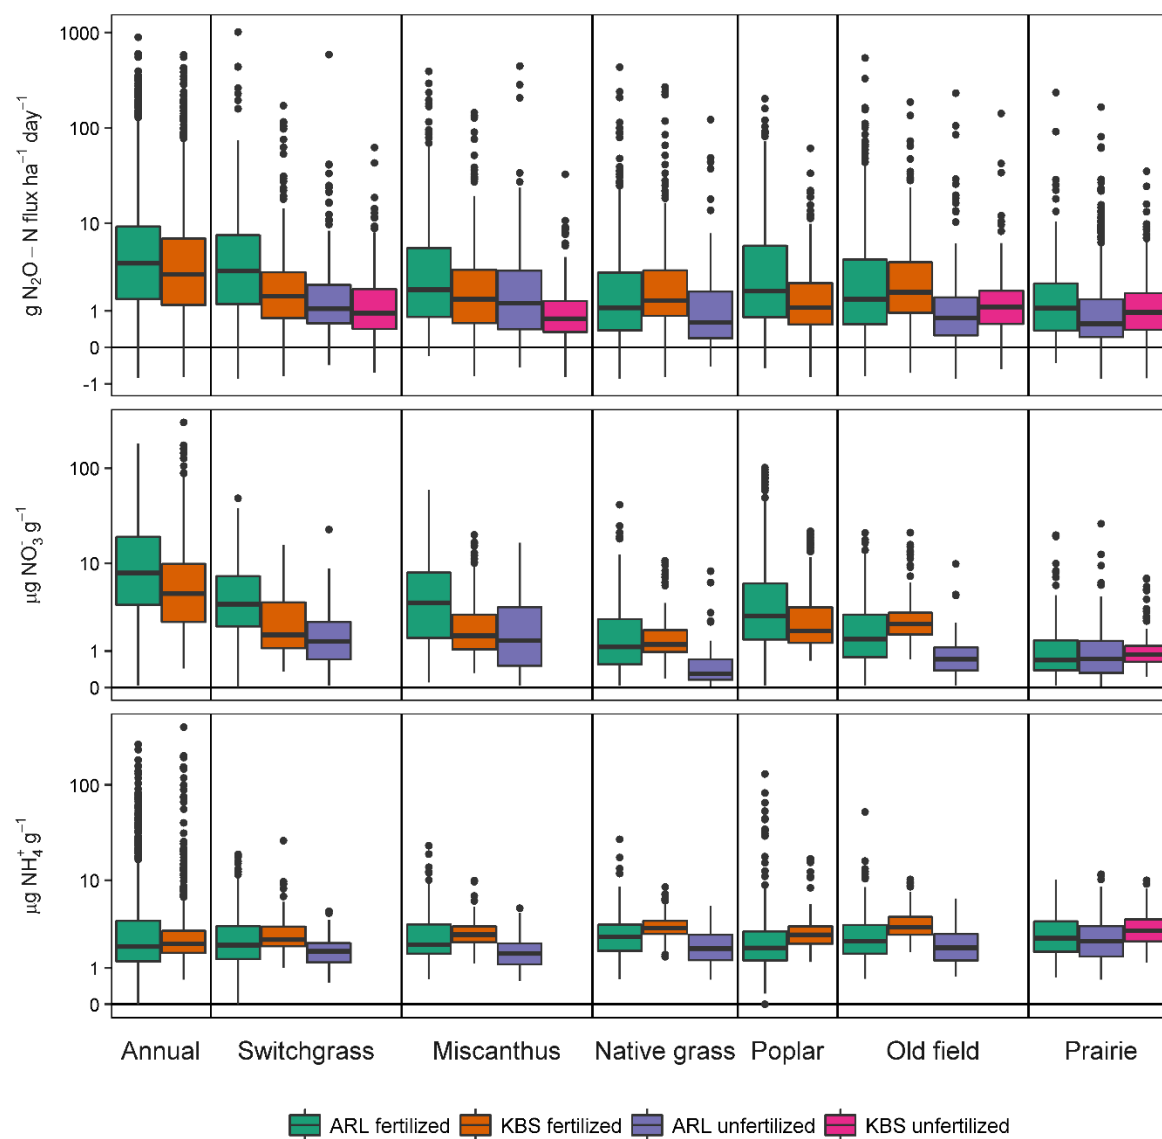 g N₂O − N flux ha⁻¹ day⁻¹
1000
100
10
1
0
-1
µg NO₃⁻ g⁻¹
100
10
1
0
µg NH₄⁺ g⁻¹
100
10
1
0
Annual Switchgrass Miscanthus Native grass Poplar Old field Prairie
ARL fertilized KBS fertilized ARL unfertilized KBS unfertilized